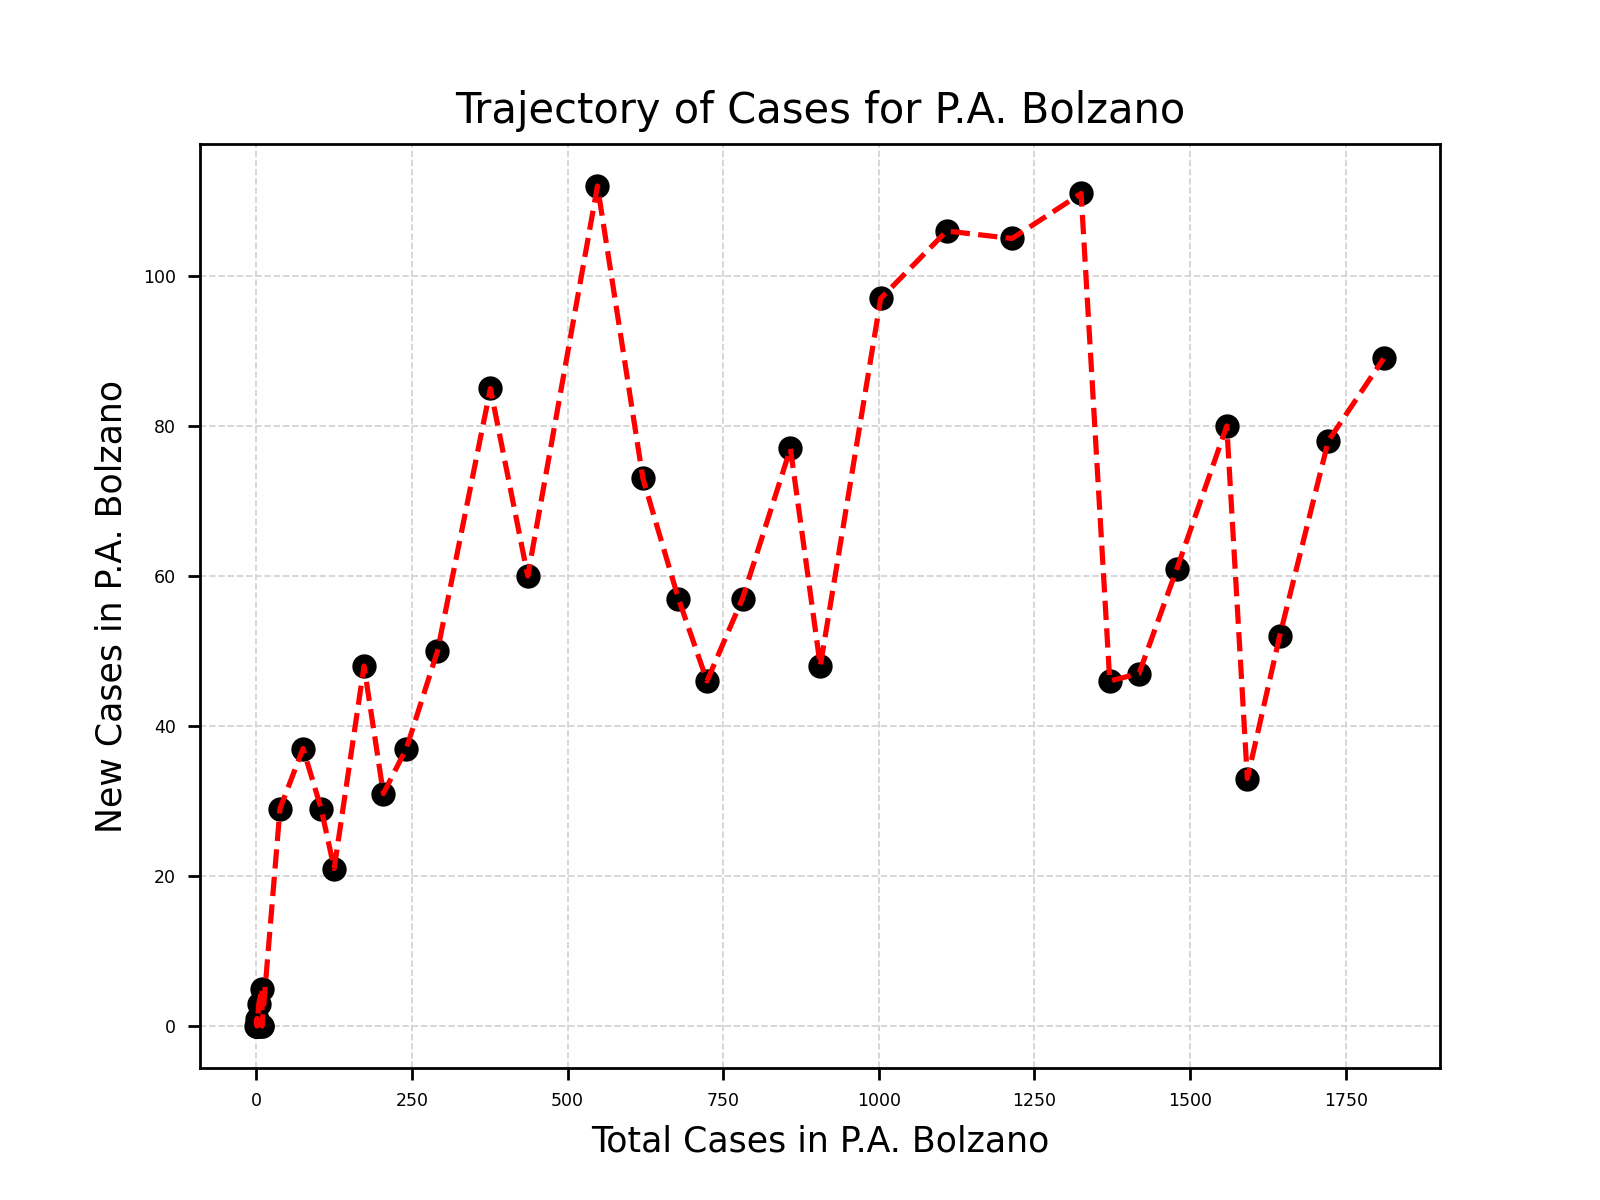 Trajectory of Cases for P.A. Bolzano
New Cases in P.A. Bolzano
100
80
60
40
20
0
0 250 500 750 1000 1250 1500 1750
Total Cases in P.A. Bolzano